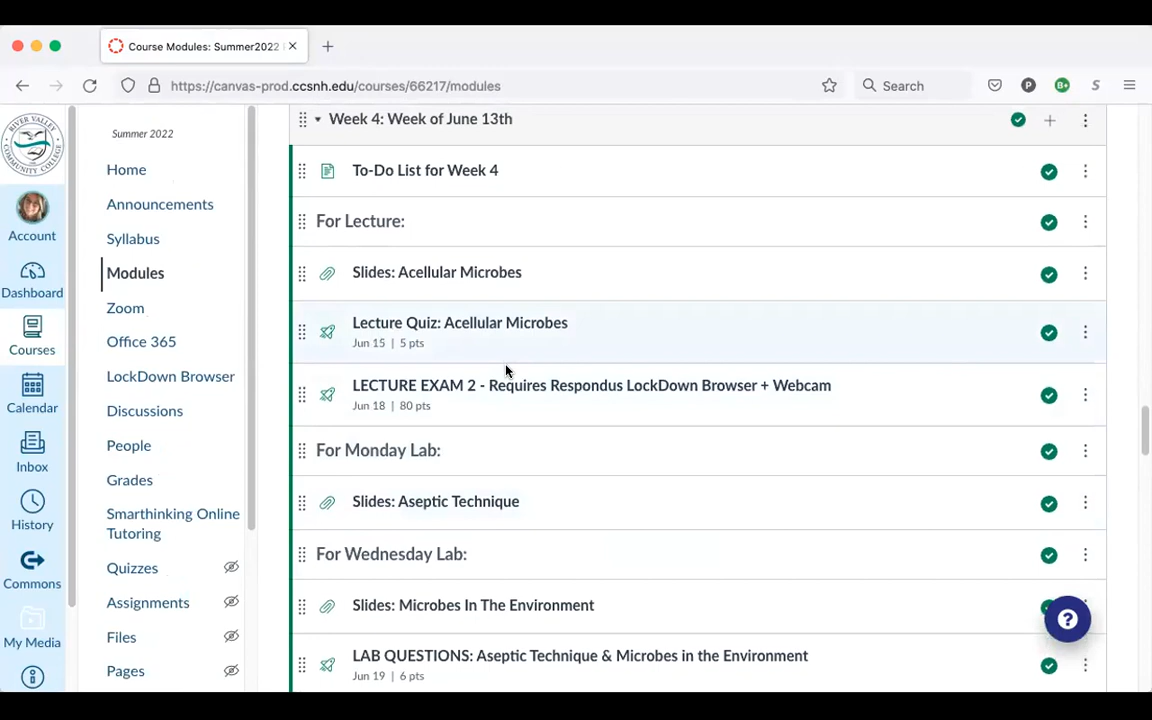 Course Modules: Summer2022
https://canvas-prod.ccsnh.edu/courses/66217/modules
Search
P
B+
S
RIVER VALLEY
COMMUNITY COLLEGE
Account
Dashboard
Courses
Calendar
Inbox
History
Commons
My Media
Summer 2022
Home
Announcements
Syllabus
Modules
Zoom
Office 365
LockDown Browser
Discussions
People
Grades
Smarthinking Online
Tutoring
Quizzes
Assignments
Files
Pages
Week 4: Week of June 13th
To-Do List for Week 4
For Lecture:
Slides: Acellular Microbes
Lecture Quiz: Acellular Microbes
Jun 15 | 5 pts
LECTURE EXAM 2 - Requires Respondus LockDown Browser + Webcam
Jun 18 | 80 pts
For Monday Lab:
Slides: Aseptic Technique
For Wednesday Lab:
Slides: Microbes In The Environment
LAB QUESTIONS: Aseptic Technique & Microbes in the Environment
Jun 19 | 6 pts